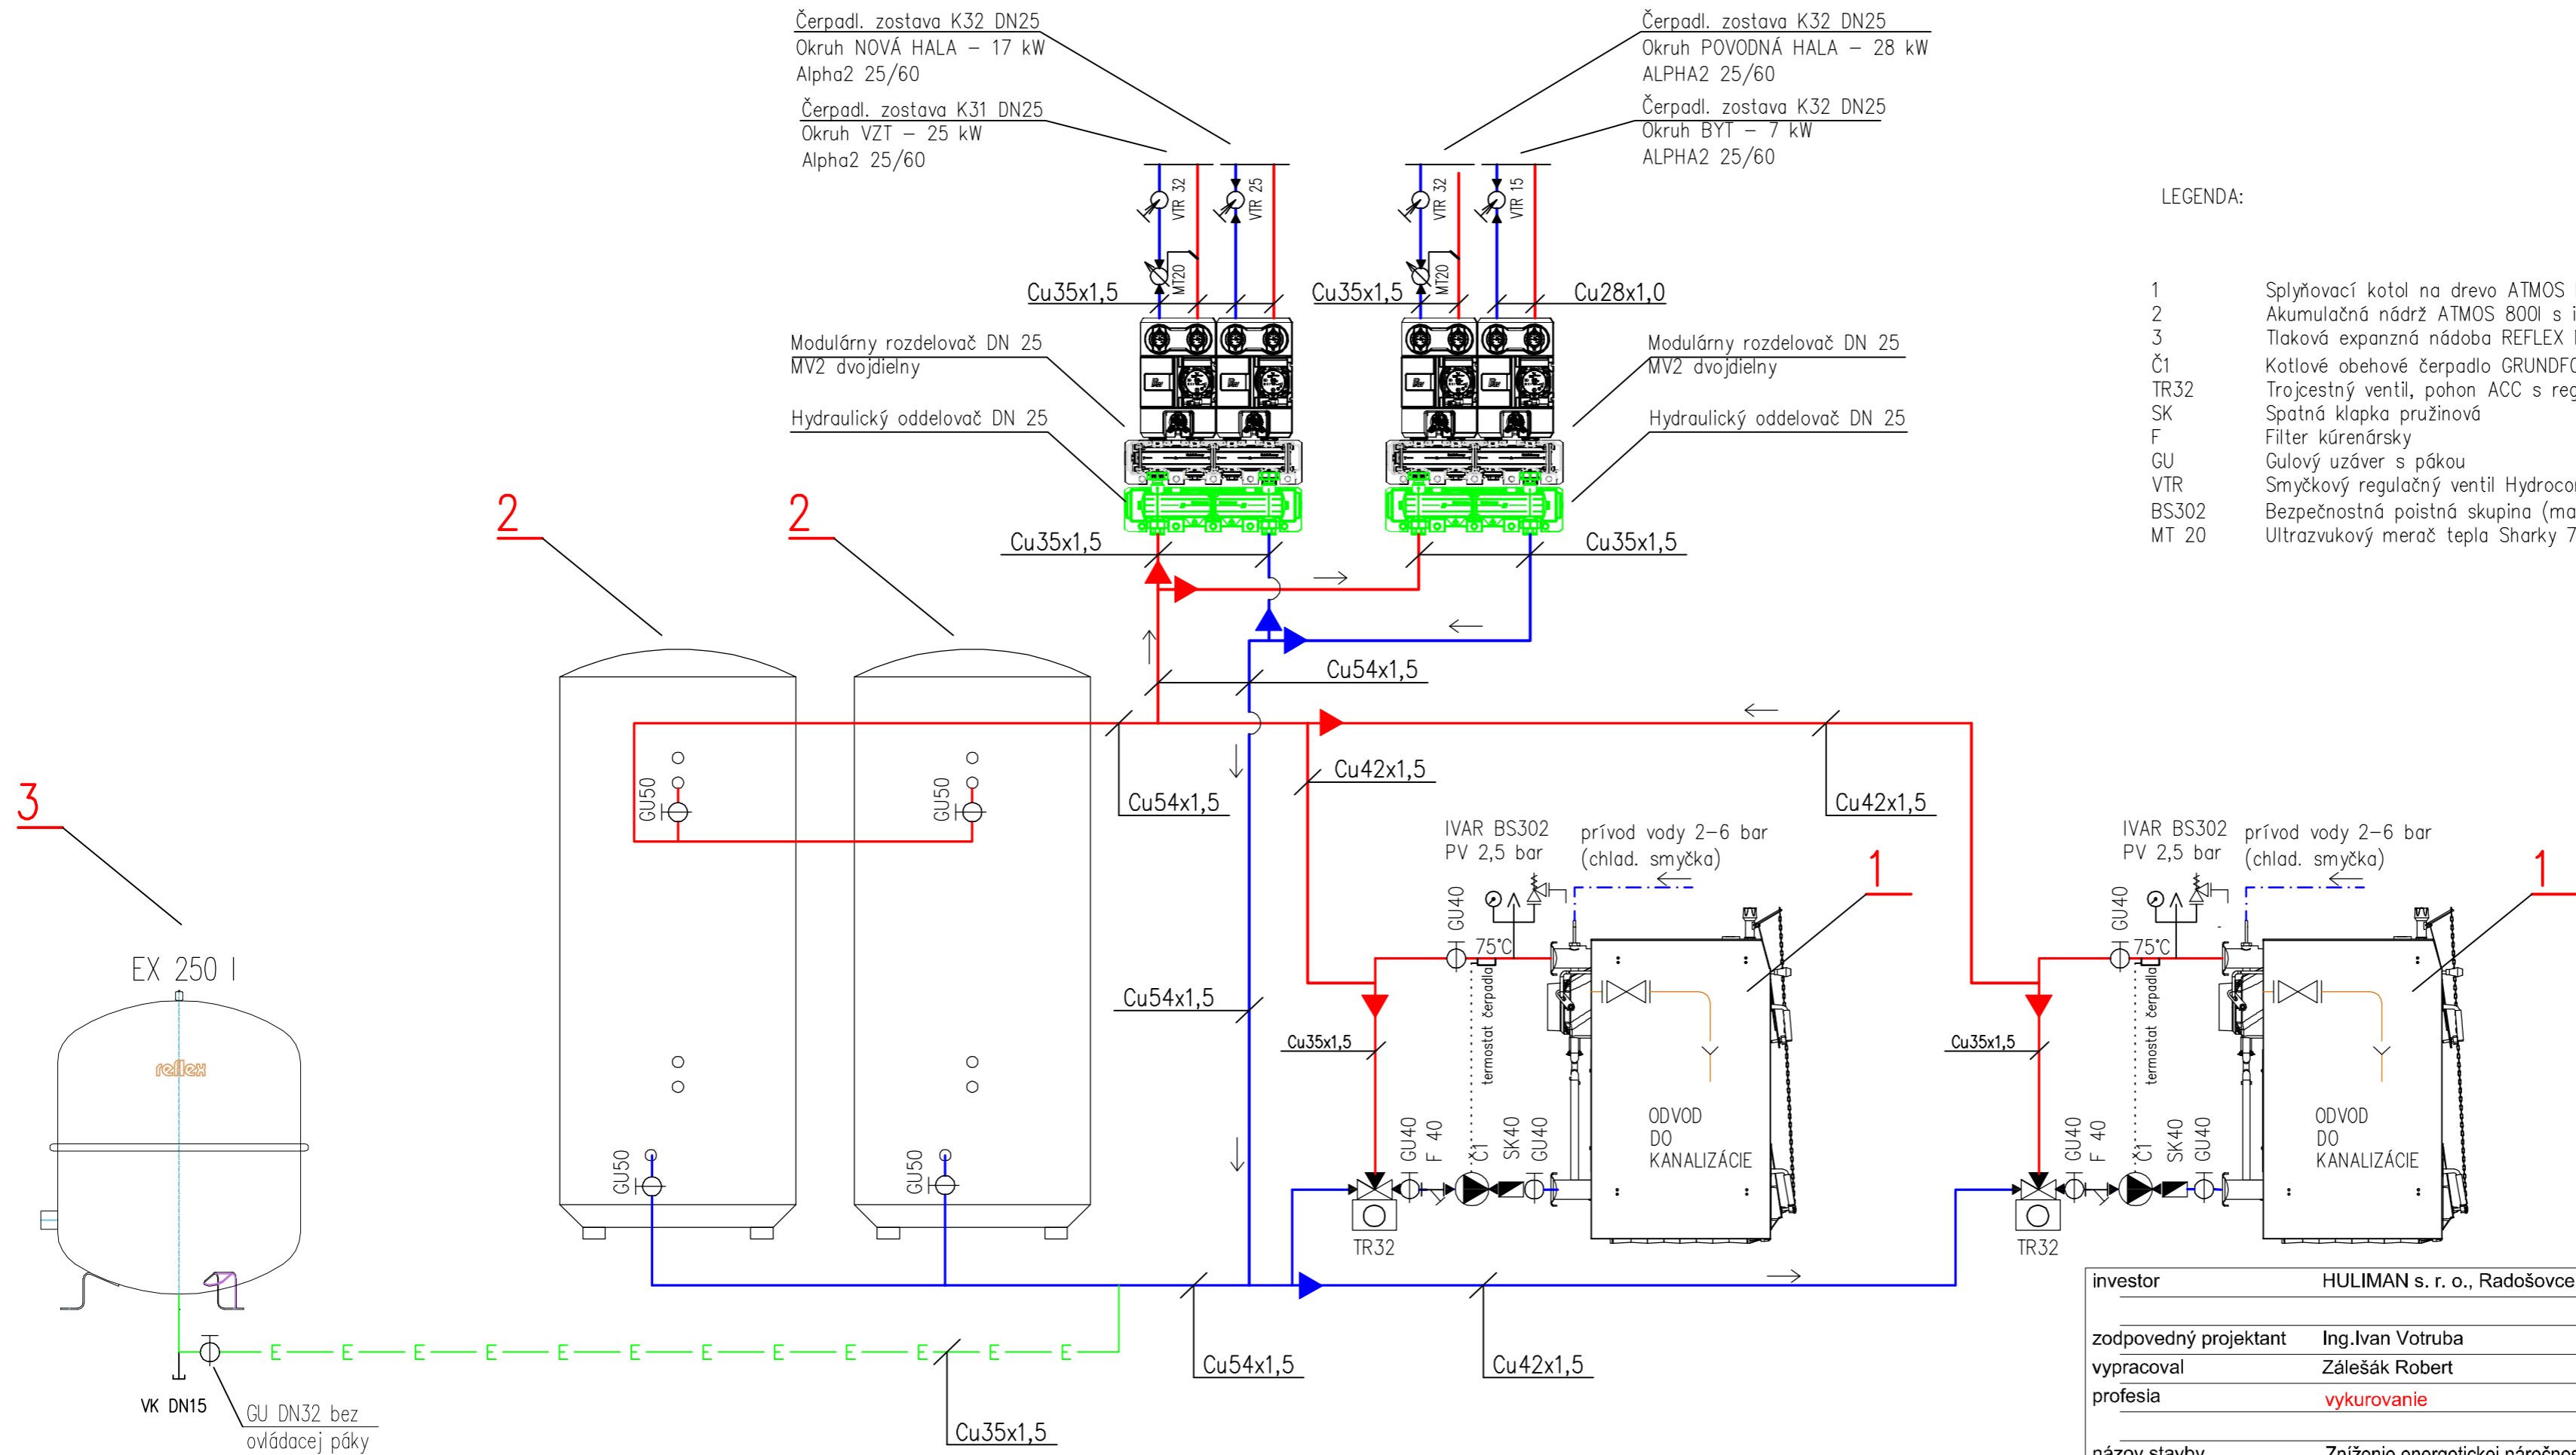 Čerpadl. zostava K32 DN25
Okruh NOVÁ HALA – 17 kW
Alpha2 25/60
Čerpadl. zostava K31 DN25
Okruh VZT – 25 kW
Alpha2 25/60
Čerpadl. zostava K32 DN25
Okruh POVODNÁ HALA – 28 kW
ALPHA2 25/60
Čerpadl. zostava K32 DN25
Okruh BYT – 7 kW
ALPHA2 25/60
VTR 32
VTR 25
VTR 32
VTR 15
MT20
MT20
Cu35x1,5
Cu35x1,5
Cu28x1,0
Modulárny rozdelovač DN 25
MV2 dvojdielny
Hydraulický oddelovač DN 25
Modulárny rozdelovač DN 25
MV2 dvojdielny
Hydraulický oddelovač DN 25
Cu35x1,5
Cu35x1,5
LEGENDA:
1 Splyňovací kotol na drevo ATMOS
2 Akumulačná nádrž ATMOS 800l s
3 Tlaková expanzná nádoba REFLEX
Č1 Kotlové obehové čerpadlo
TR32 Trojcestný ventil, pohon ACC s
SK Spatná klapka pružinová
F Filter kúrenársky
GU Gulový uzáver s pákou
VTR Smyčkový regulačný ventil
BS302 Bezpečnostná poistná skupina
MT 20 Ultrazvukový merač tepla Sharky
2
2
3
Cu54x1,5
Cu42x1,5
Cu54x1,5
Cu42x1,5
GU50
GU50
EX 250 l
reflex
Cu54x1,5
IVAR BS302
PV 2,5 bar
prívod vody 2–6 bar
(chlad. smyčka)
1
GU40
75°C
termostat čerpadla
Cu35x1,5
GU40
F 40
Č1
SK40
GU40
ODVOD
DO
KANALIZÁCIE
TR32
IVAR BS302
PV 2,5 bar
prívod vody 2–6 bar
(chlad. smyčka)
1
GU40
75°C
termostat čerpadla
Cu35x1,5
GU40
F 40
Č1
SK40
GU40
ODVOD
DO
KANALIZÁCIE
TR32
GU50
GU50
E E E E E E E E E E E E
VK DN15
GU DN32 bez
ovládacej páky
Cu35x1,5
Cu54x1,5
Cu42x1,5
investor HULIMAN s. r. o., Radošovce
zodpovedný projektant Ing.Ivan Votruba
vypracoval Zálešák Robert
profesia vykurovanie
názov stavby Zníženie energetickej